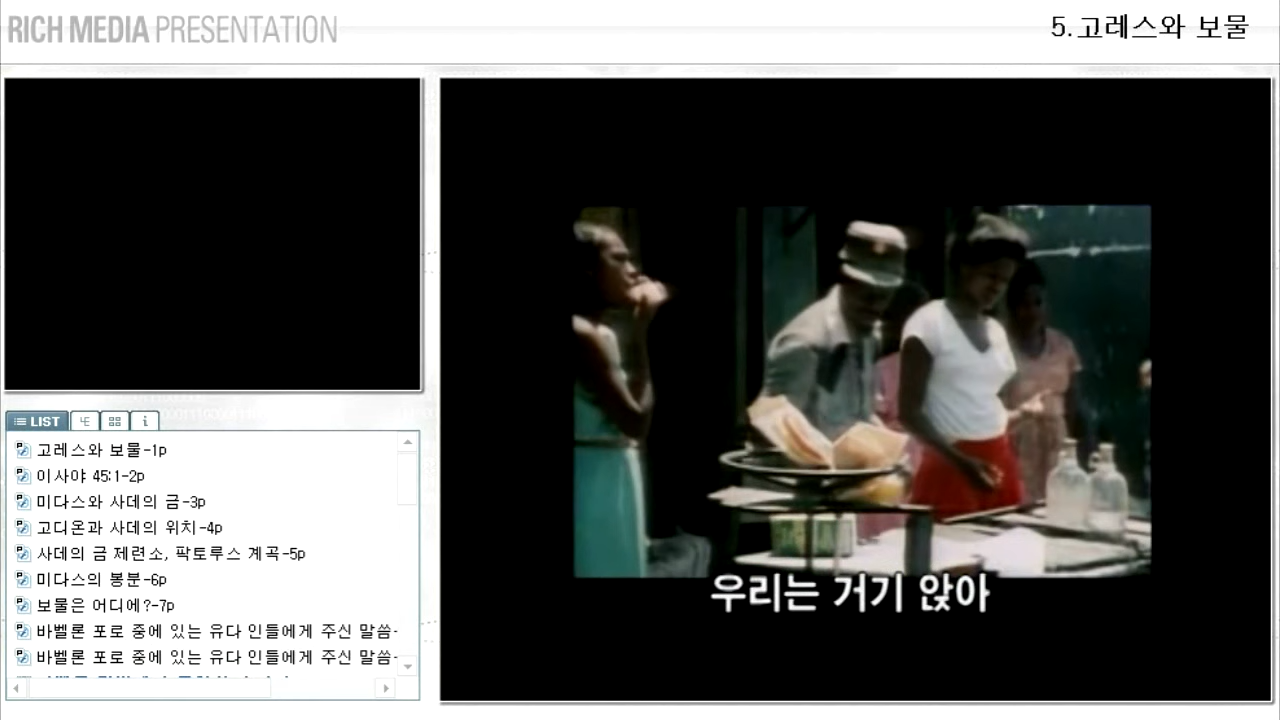 RICH MEDIA PRESENTATION
5.고레스와 보물
LIST
고레스와 보물-1p
이사야 45:1-2p
미다스와 사데의 금-3p
고디온과 사데의 위치-4p
사데의 금 제련소, 팍토루스 계곡-5p
미다스의 봉분-6p
보물은 어디에?-7p
바벨론 포로 중에 있는 유다 인들에게 주신 말씀-
바벨론 포로 중에 있는 유다 인들에게 주신 말씀-
우리는 거기 앉아